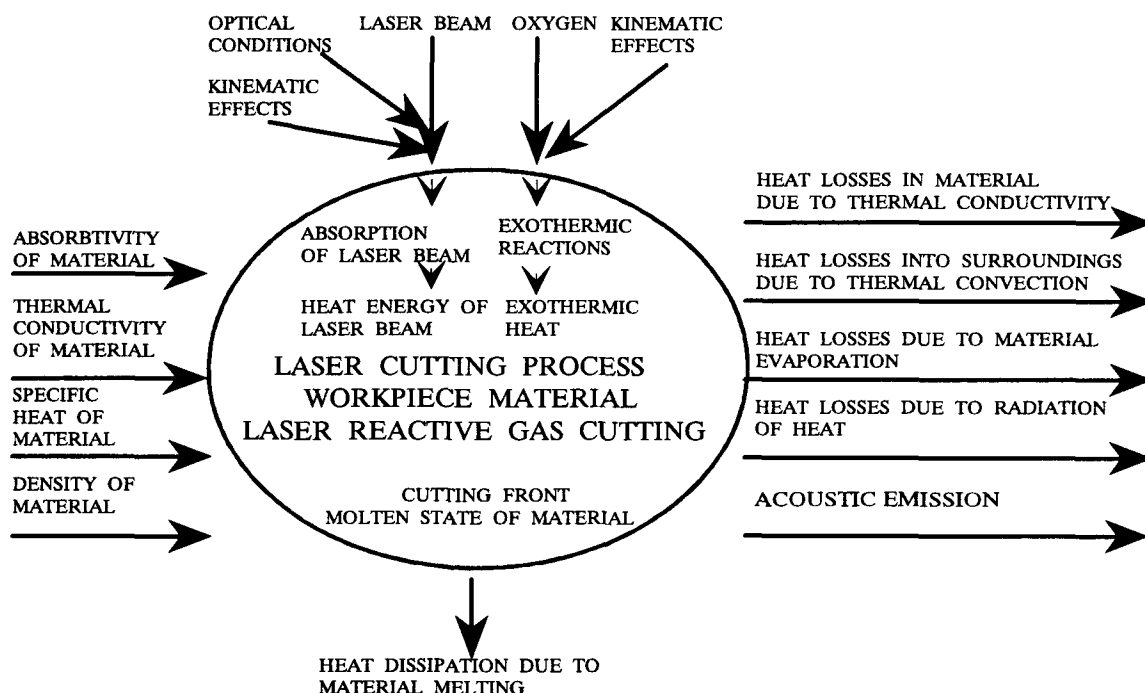 OPTICAL
CONDITIONS
LASER BEAM
OXYGEN
KINEMATIC
EFFECTS
KINEMATIC
EFFECTS
ABSORBTIVITY
OF MATERIAL
THERMAL
CONDUCTIVITY
OF MATERIAL
SPECIFIC
HEAT OF
MATERIAL
DENSITY OF
MATERIAL
ABSORPTION
OF LASER BEAM
EXOTHERMIC
REACTIONS
HEAT ENERGY OF
LASER BEAM
EXOTHERMIC
HEAT
LASER CUTTING PROCESS
WORKPIECE MATERIAL
LASER REACTIVE GAS CUTTING
CUTTING FRONT
MOLTEN STATE OF MATERIAL
HEAT LOSSES IN MATERIAL
DUE TO THERMAL CONDUCTIVITY
HEAT LOSSES INTO SURROUNDINGS
DUE TO THERMAL CONVECTION
HEAT LOSSES DUE TO MATERIAL
EVAPORATION
HEAT LOSSES DUE TO RADIATION
OF HEAT
ACOUSTIC EMISSION
HEAT DISSIPATION DUE TO
MATERIAL MELTING